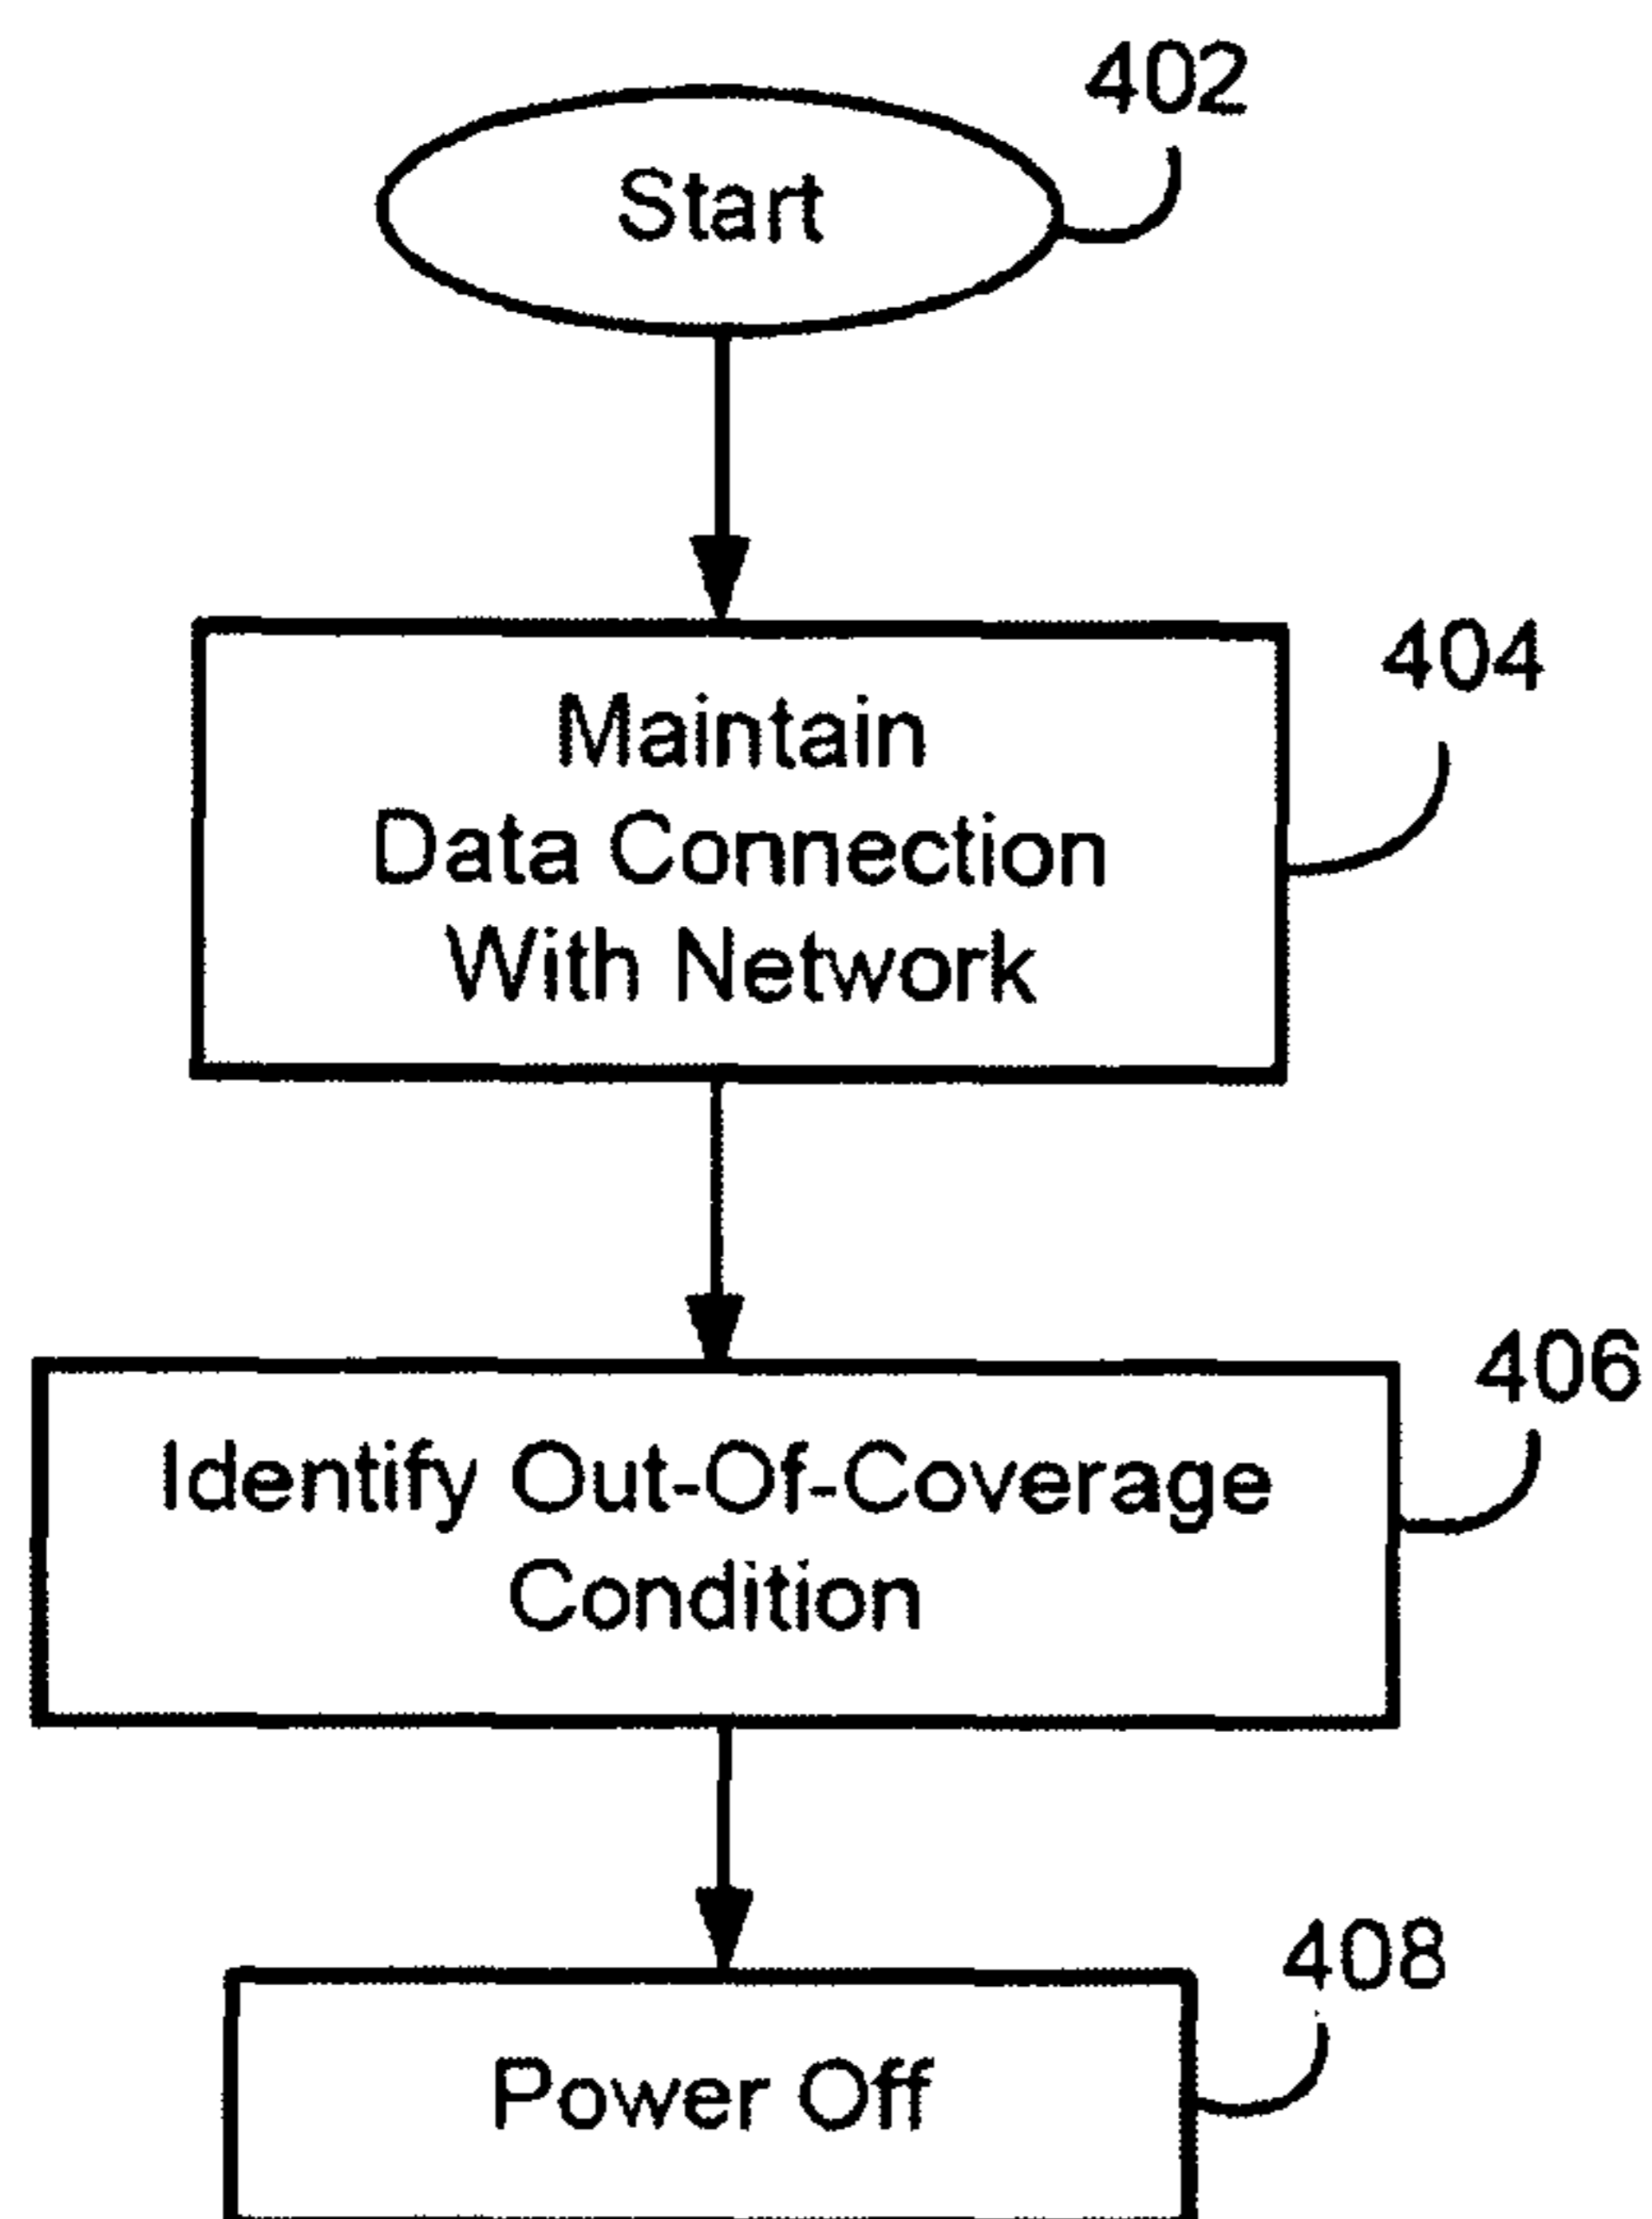 402
Start
404
Maintain
Data Connection
With Network
406
Identify Out-Of-Coverage
Condition
408
Power Off